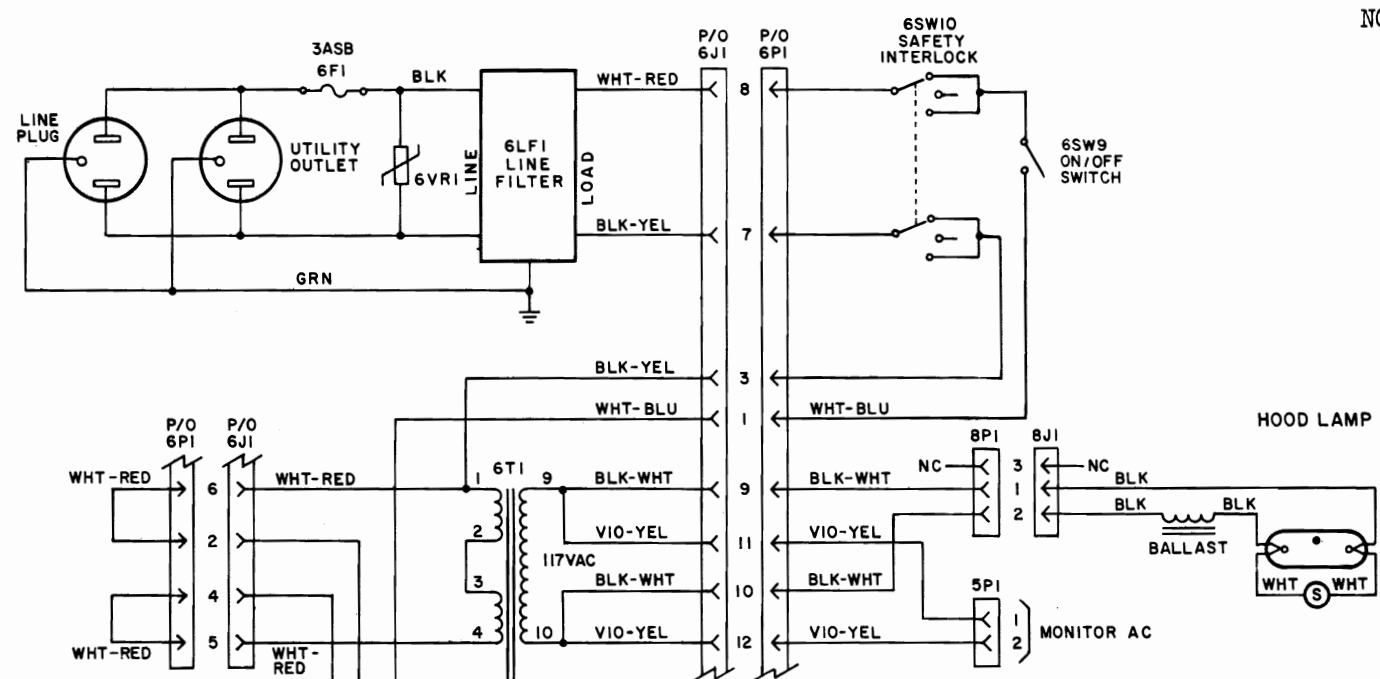 NO
P/O
6J1
P/O
6P1
6SW10
SAFETY
INTERLOCK
3ASB
6F1
BLK
WHT-RED
8
LINE
PLUG
UTILITY
OUTLET
6VR1
LINE
6LF1
LINE
FILTER
LOAD
6SW9
ON/OFF
SWITCH
BLK-YEL
7
GRN
BLK-YEL
3
WHT-BLU
1
WHT-BLU
P/O
6P1
P/O
6J1
HOOD LAMP
8P1
8J1
NC
3
NC
WHT-RED
6
WHT-RED
1
6T1
9
BLK-WHT
9
BLK-WHT
1
BLK
2
BLK
BLK
2
2
VIO-YEL
11
VIO-YEL
BALLAST
117VAC
3
BLK-WHT
10
BLK-WHT
5P1
WHT
S
WHT
4
4
10
VIO-YEL
12
VIO-YEL
1
2
MONITOR AC
WHT-RED
5
WHT-
RED